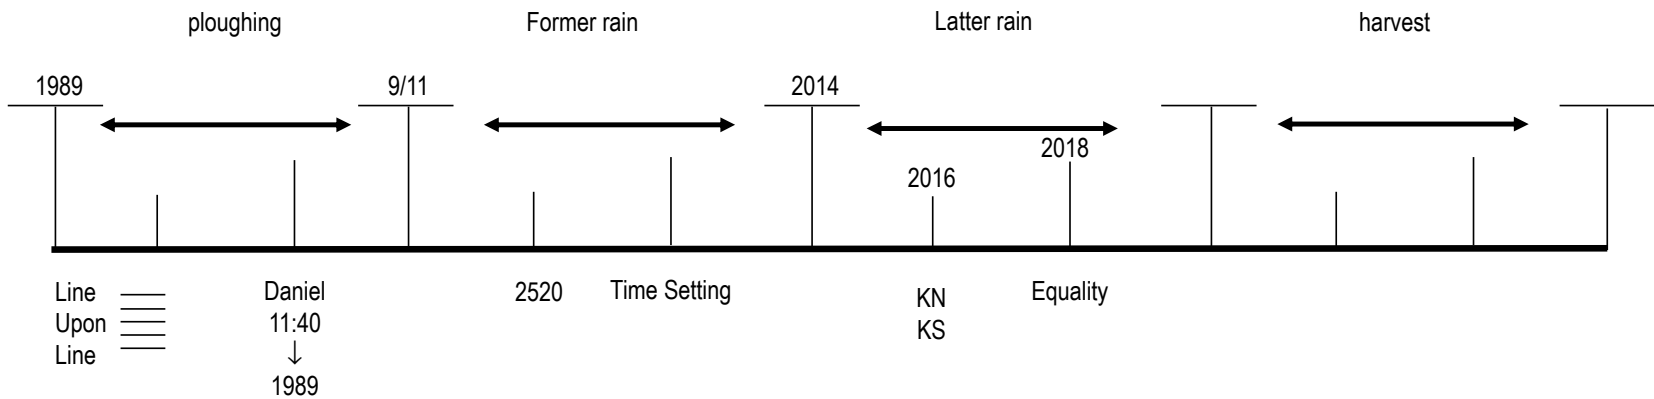 ploughing Former rain Latter rain harvest
1989 9/11 2014
2016 2018
Line Upon Line
Daniel 11:40
↓
1989
2520
Time Setting
KN
KS
Equality